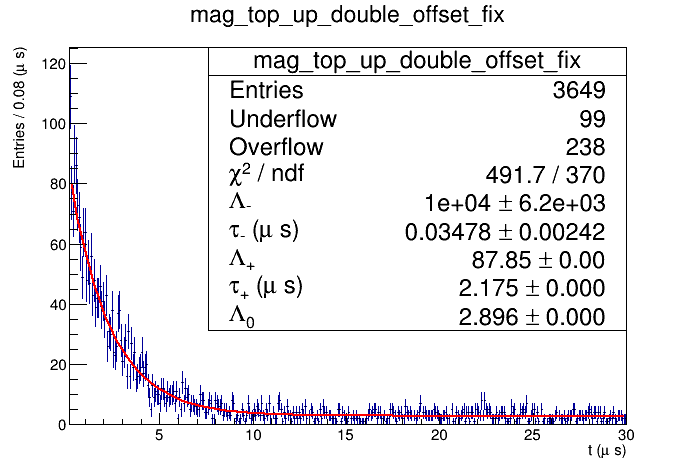 mag_top_up_double_offset_fix
Entries / 0.08 (μ s)
mag_top_up_double_offset_fix
Entries 3649
Underflow 99
Overflow 238
χ² / ndf 491.7 / 370
Λ₋ 1e+04 ± 6.2e+03
τ₋ (μ s) 0.03478 ± 0.00242
Λ₊ 87.85 ± 0.00
τ₊ (μ s) 2.175 ± 0.000
Λ₀ 2.896 ± 0.000
120
100
80
60
40
20
0
5 10 15 20 25 30
t (μ s)